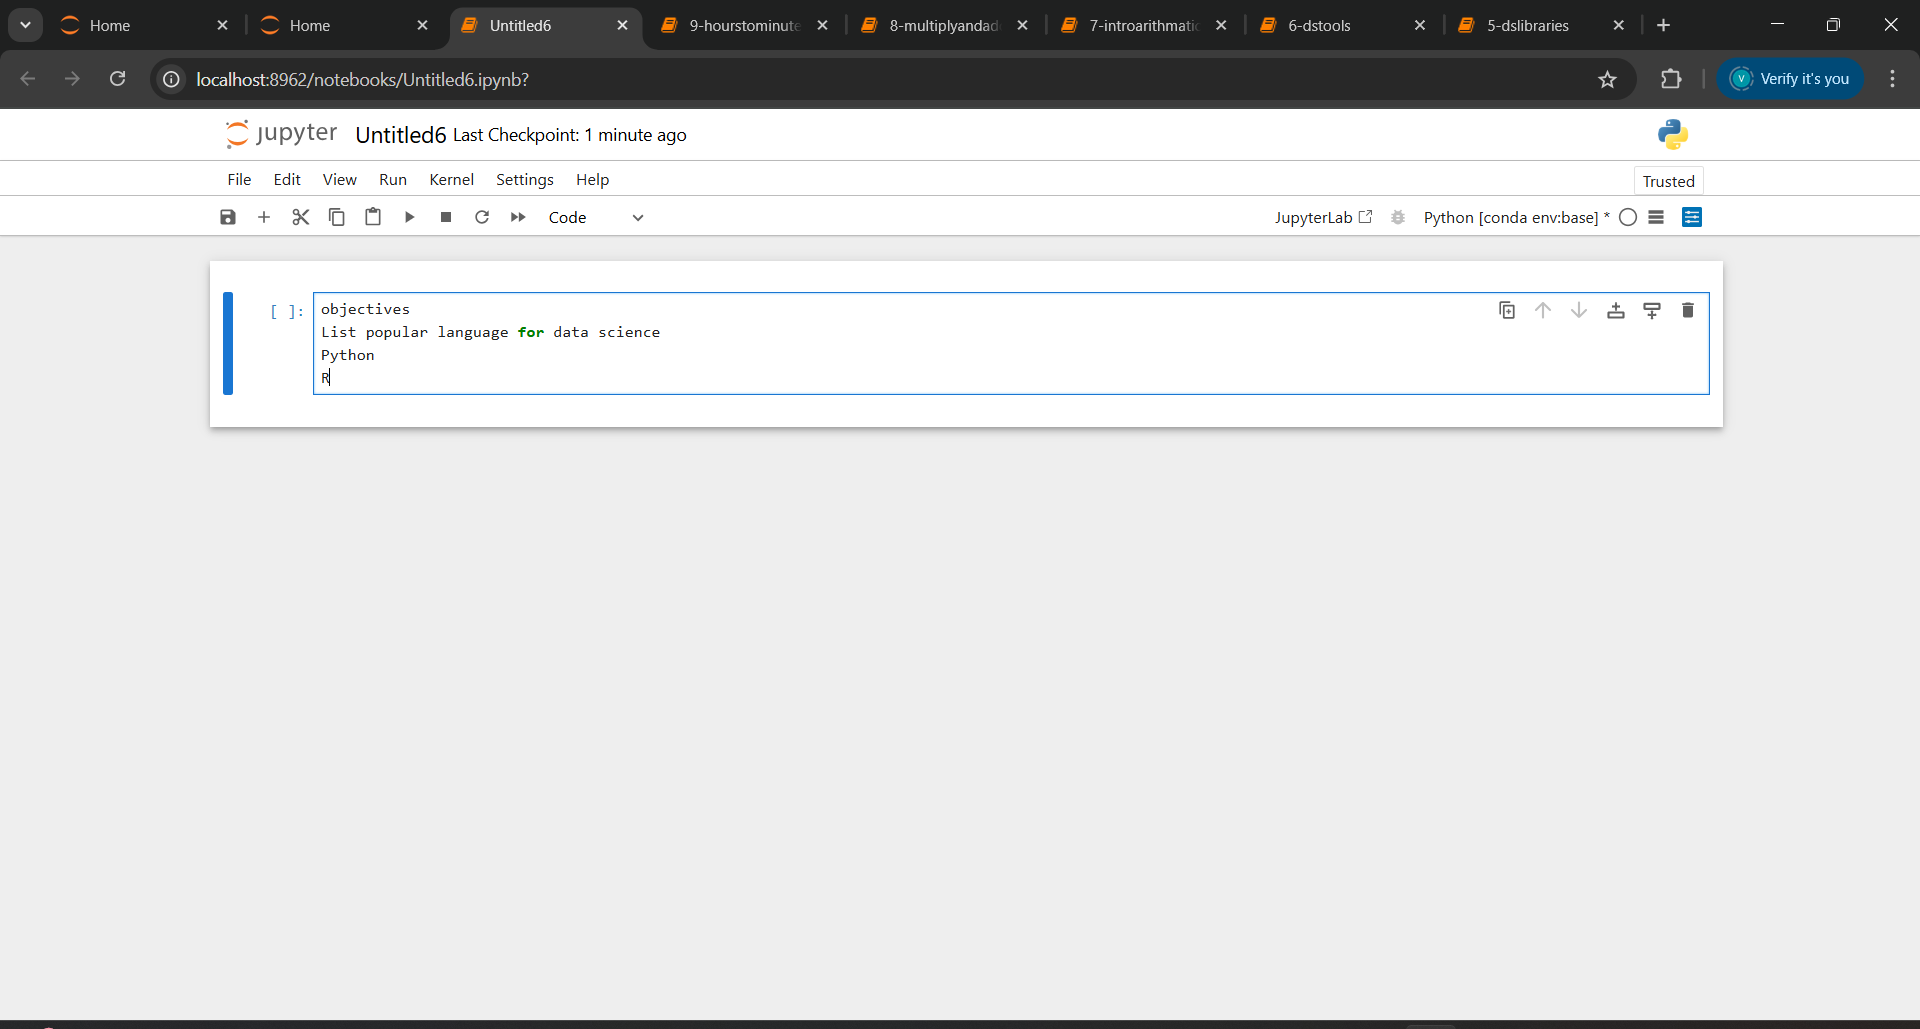 Home
Home
Untitled6
9-hourstominute
8-multiplyandad
7-introarithmatic
6-dstools
5-dslibraries
localhost:8962/notebooks/Untitled6.ipynb?
V
Verify it's you
jupyter
Untitled6
Last Checkpoint: 1 minute ago
File
Edit
View
Run
Kernel
Settings
Help
Trusted
Code
JupyterLab
Python [conda env:base] *
[ ]:
objectives
List popular language for data science
Python
R